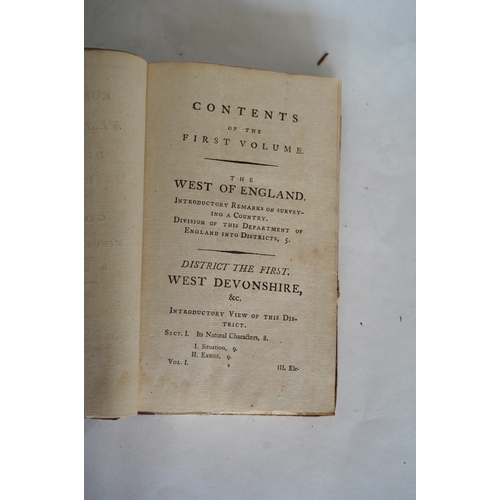 CONTENTS
OF THE
FIRST VOLUME.
THE
WEST OF ENGLAND.
INTRODUCTORY REMARKS ON SURVEY-
ING A COUNTRY.
DIVISION OF THIS DEPARTMENT OF
ENGLAND INTO DISTRICTS, 5.
DISTRICT THE FIRST.
WEST DEVONSHIRE,
&c.
INTRODUCTORY VIEW OF THIS DIS-
TRICT.
SECT. I. Its Natural Characters, 8.
I. Situation, 9.
II. Extent, 9.
VOL. I.
III. Ele-